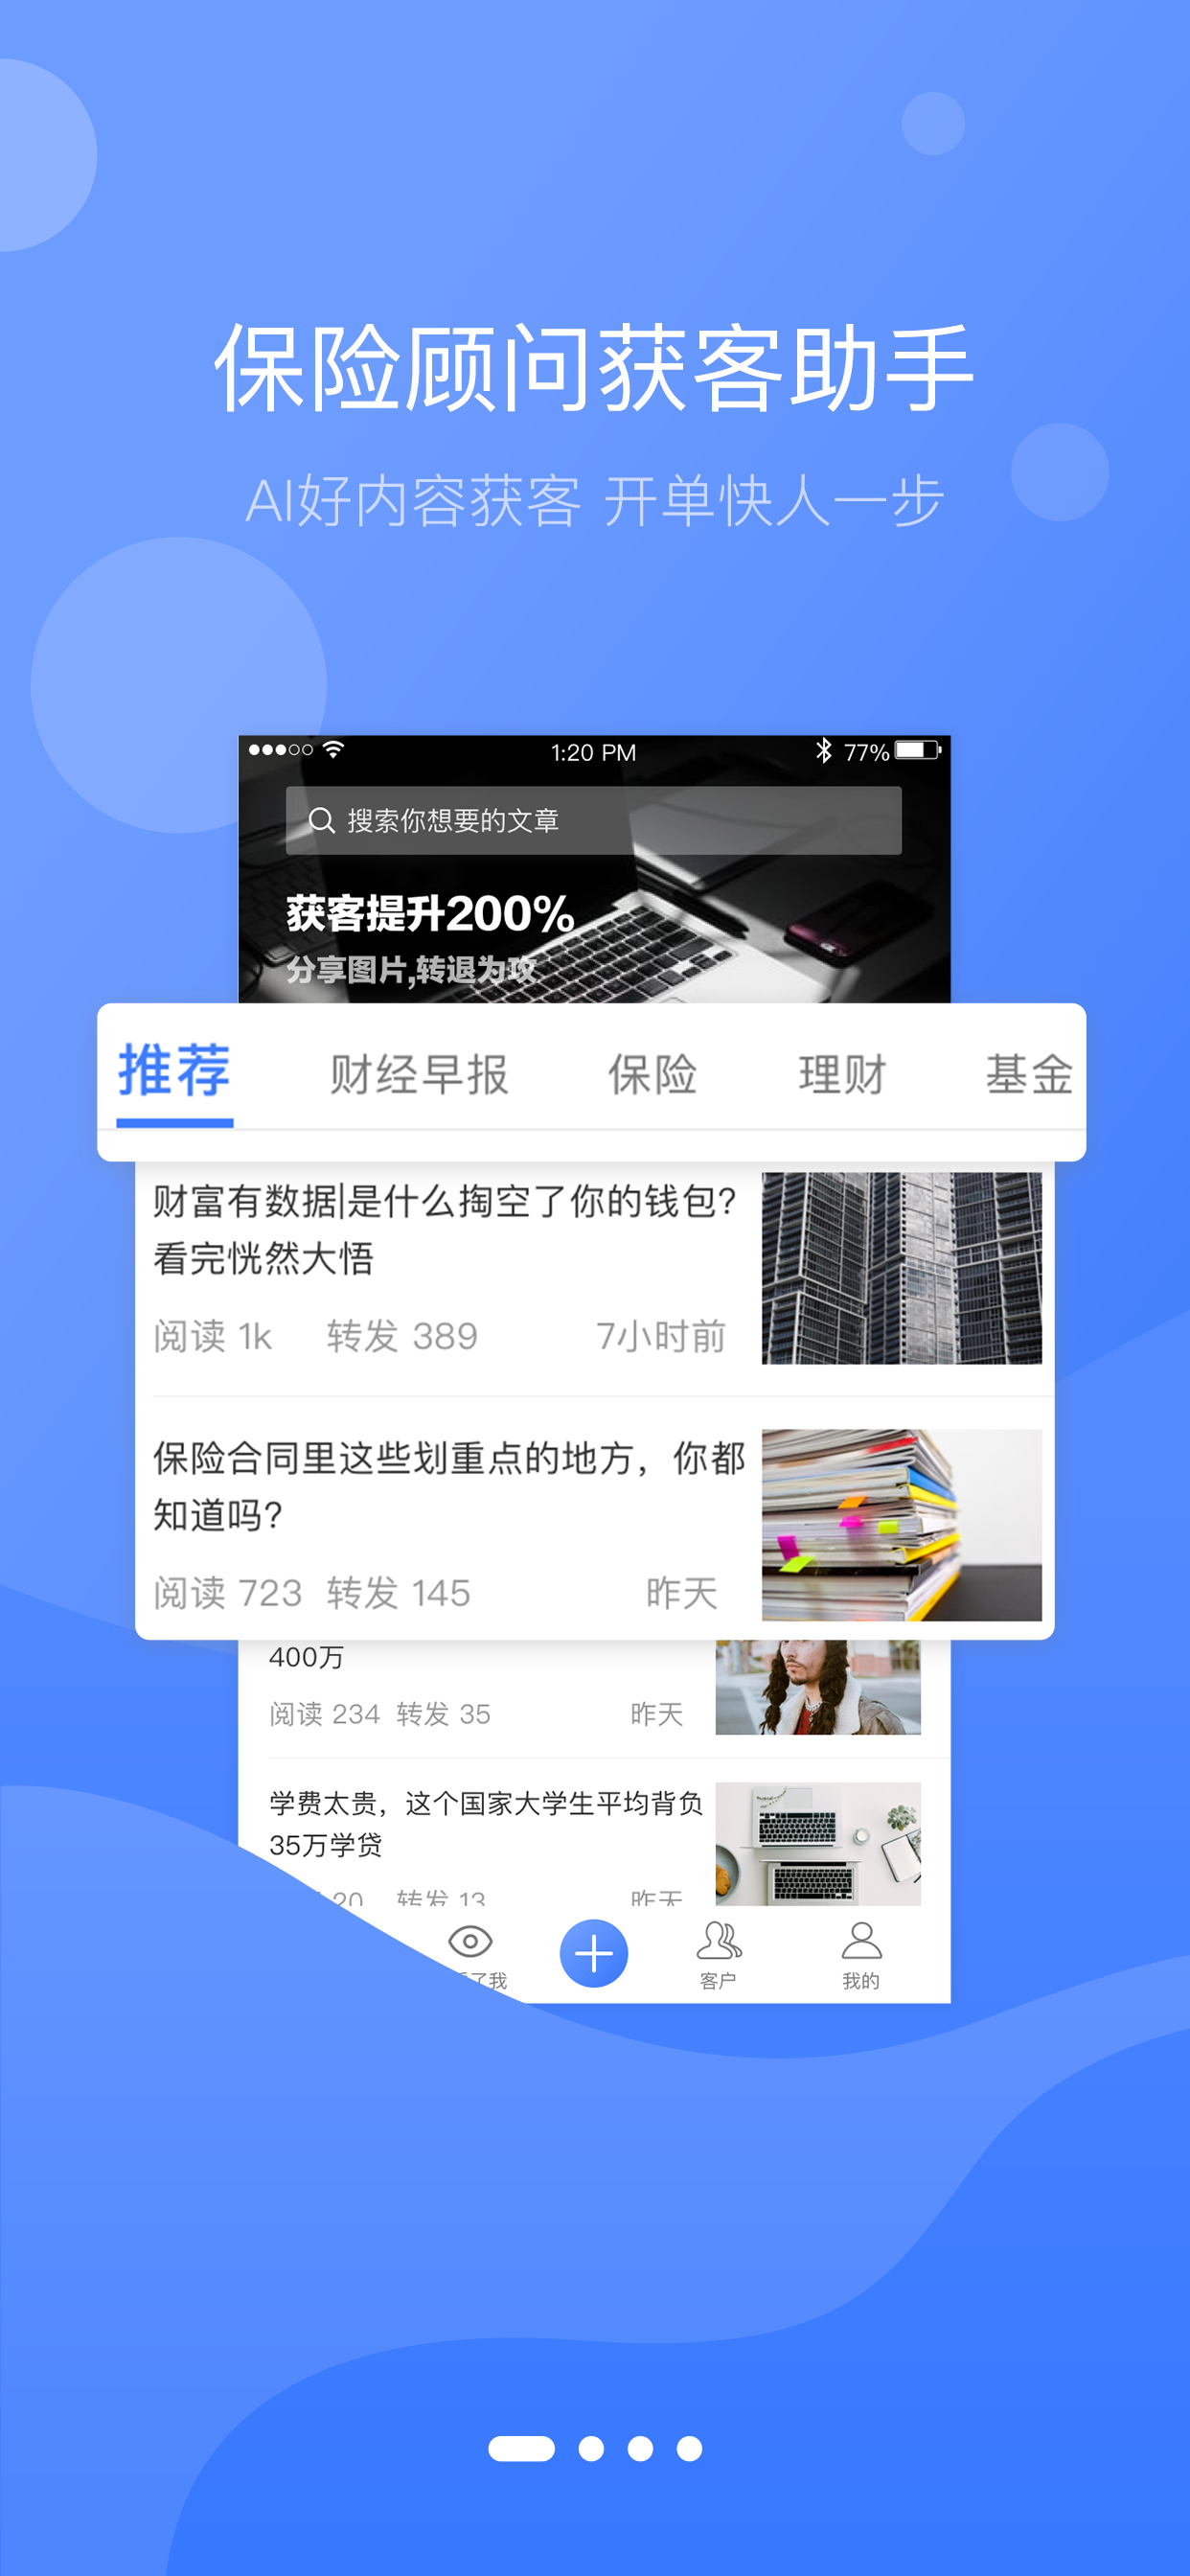 保险顾问获客助手
AI好内容获客 开单快人一步
1:20 PM
77%
搜索你想要的文章
获客提升200%
分享图片,转退为攻
推荐 财经早报 保险 理财 基金
财富有数据|是什么掏空了你的钱包?
看完恍然大悟
阅读 1k 转发 389 7小时前
保险合同里这些划重点的地方，你都
知道吗?
阅读 723 转发 145 昨天
400万
阅读 234 转发 35 昨天
学费太贵，这个国家大学生平均背负
35万学贷
20 转发 13 昨天
了我 客户 我的